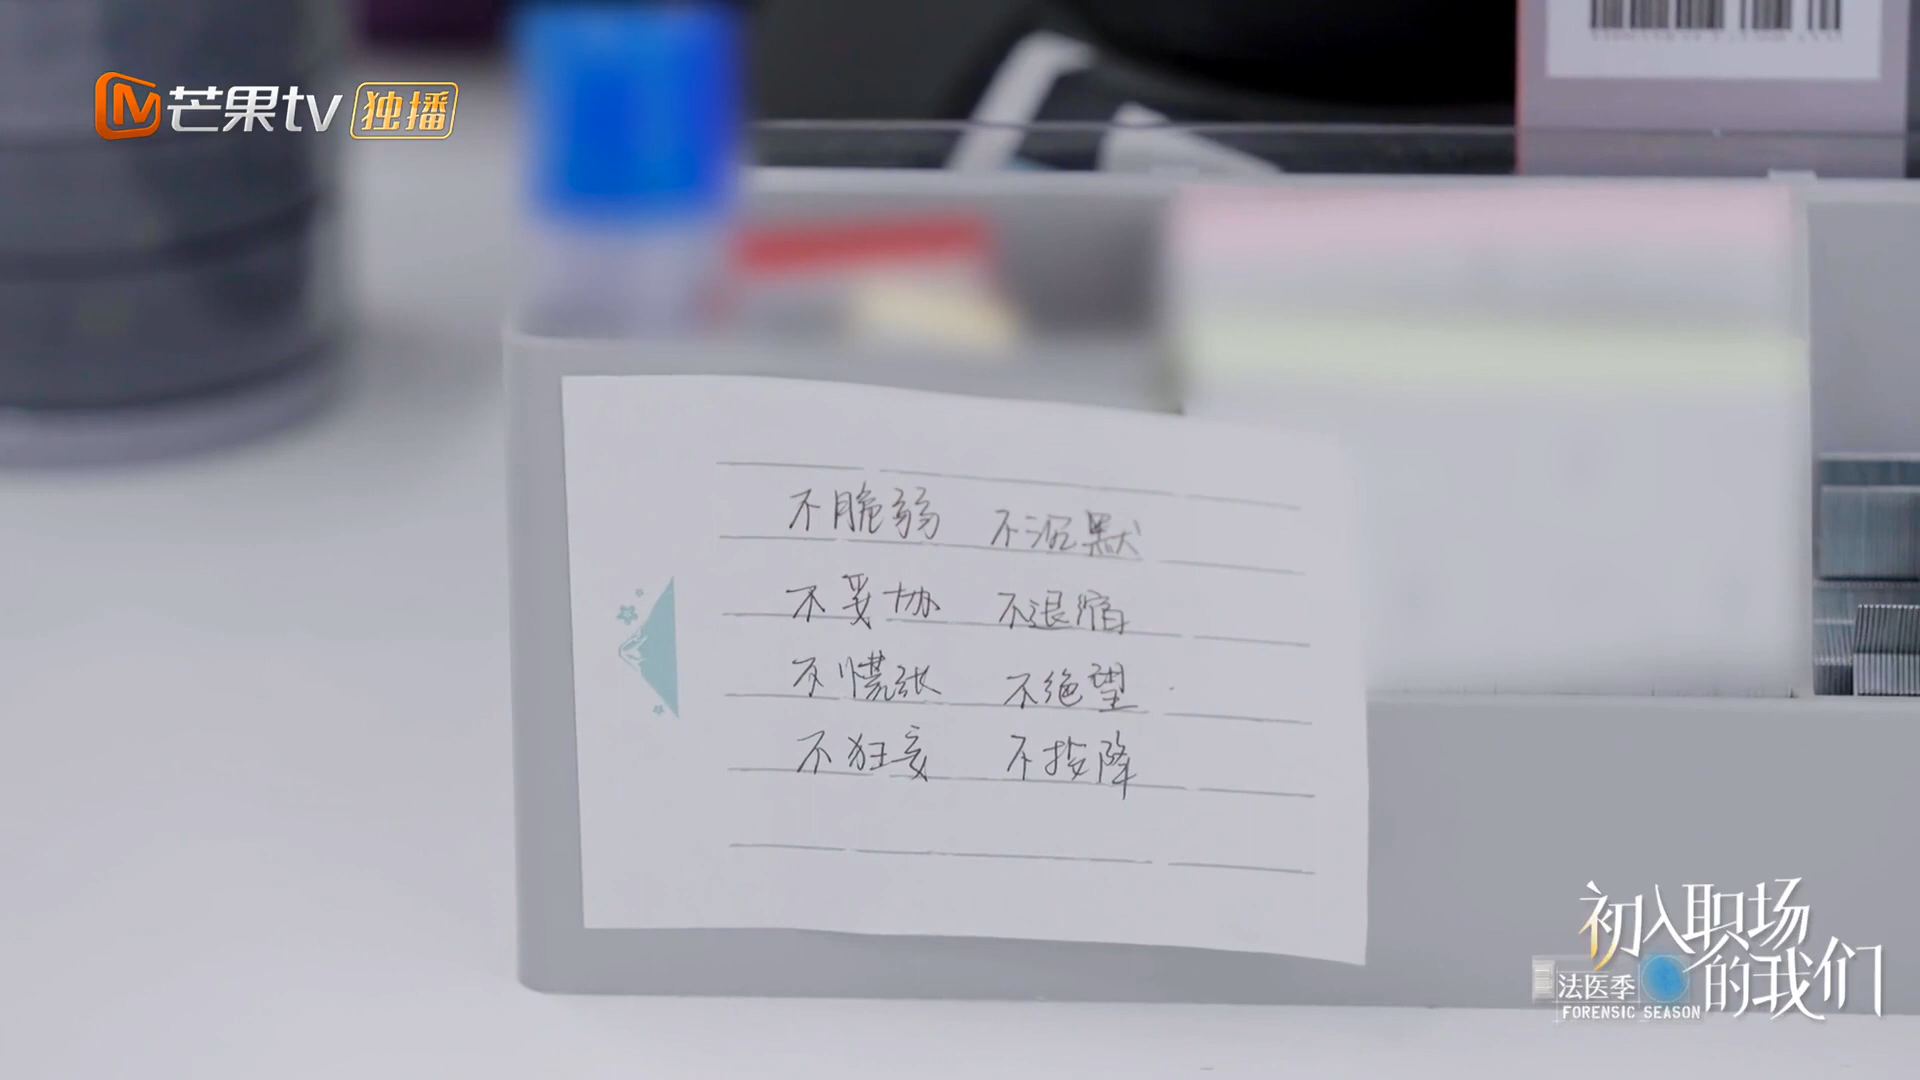 芒果tv 独播
不脆弱 不沉默
不妥协 不退缩
不慌张 不绝望
不狂妄 不投降
初入职场的我们
法医季
FORENSIC SEASON